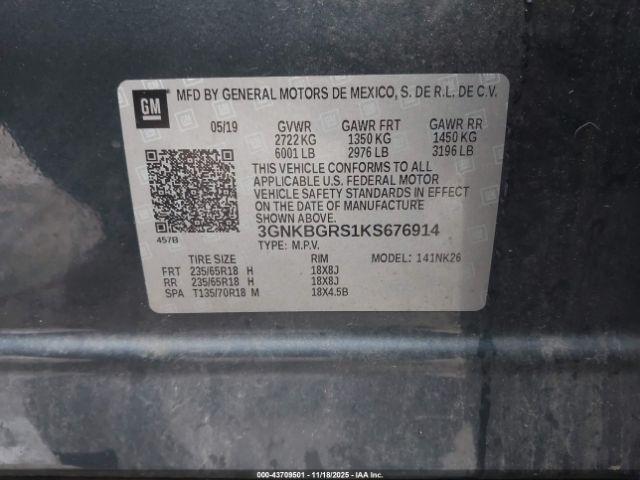 GM
MFD BY GENERAL MOTORS DE MEXICO, S. DE R.L. DE C.V.
05/19 GVWR GAWR FRT GAWR RR
2722 KG 1350 KG 1450 KG
6001 LB 2976 LB 3196 LB
THIS VEHICLE CONFORMS TO ALL
APPLICABLE U.S. FEDERAL MOTOR
VEHICLE SAFETY STANDARDS IN EFFECT
ON THE DATE OF MANUFACTURE
SHOWN ABOVE.
457B
3GNKBGRS1KS676914
TYPE: M.P.V.
TIRE SIZE RIM MODEL: 141NK26
FRT 235/65R18 H 18X8J
RR 235/65R18 H 18X8J
SPA T135/70R18 M 18X4.5B
00-43709501 - 11/18/2025 - IAAI.COM